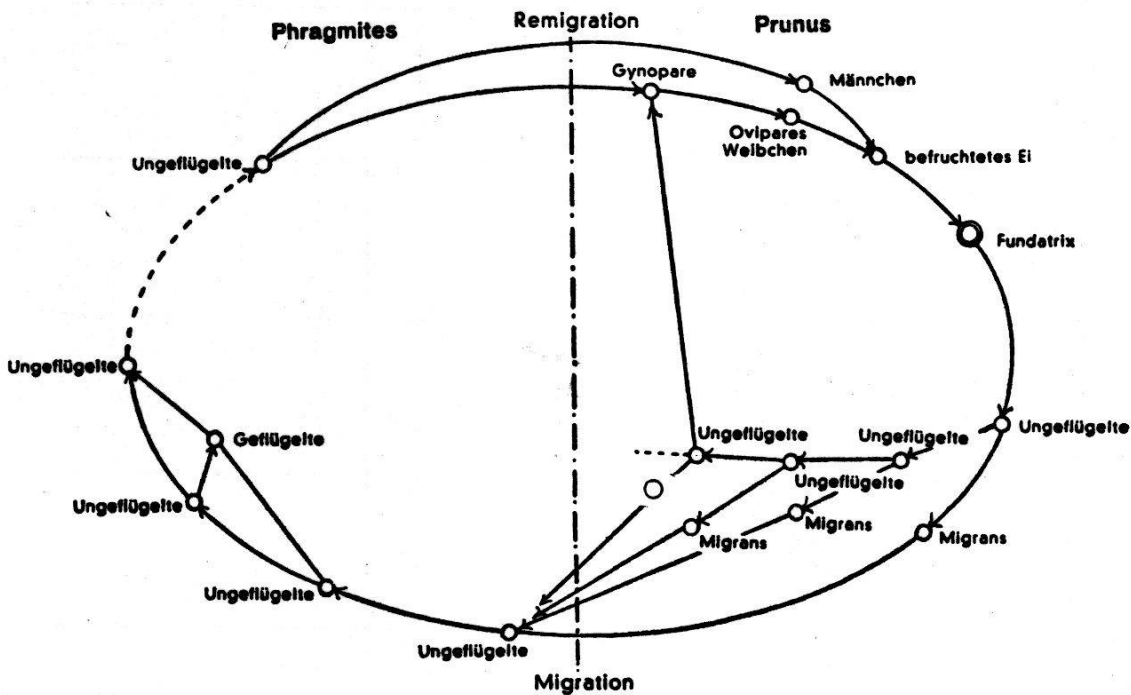 Phragmites
Remigration
Prunus
Gynopare
Männchen
Ovipares
Weibchen
befruchtetes Ei
Ungeflügelte
Fundatrix
Ungeflügelte
Geflügelte
Ungeflügelte
Ungeflügelte
Ungeflügelte
Ungeflügelte
Ungeflügelte
Ungeflügelte
Migrans
Migrans
Migrans
Ungeflügelte
Ungeflügelte
Migration